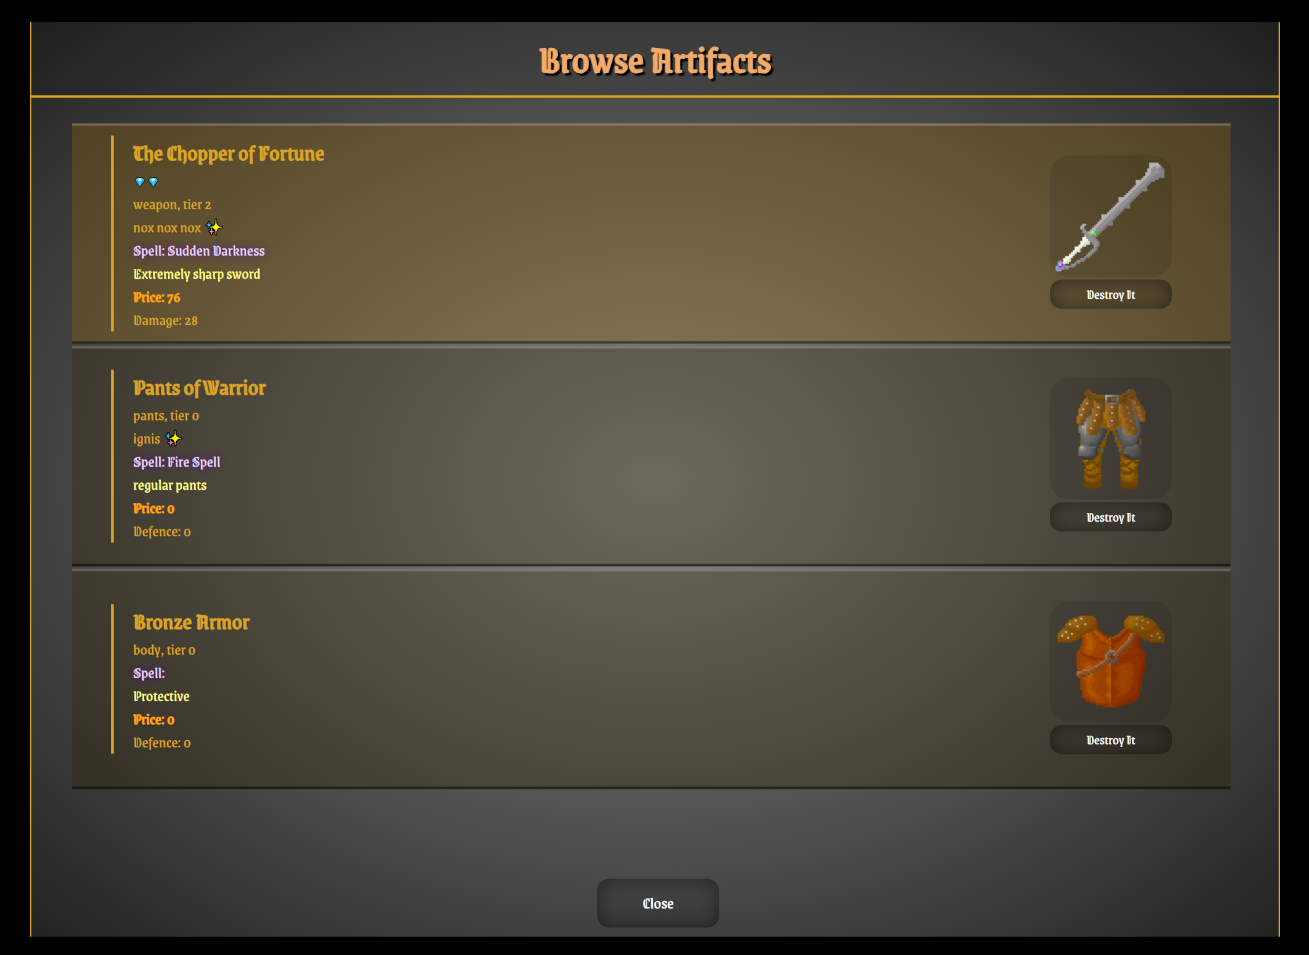 Browse Artifacts
The Chopper of Fortune
weapon, tier 2
nox nox nox
Spell: Sudden Darkness
Extremely sharp sword
Price: 76
Damage: 28
Destroy It
Pants of Warrior
pants, tier 0
ignis
Spell: Fire Spell
regular pants
Price: 0
Defence: 0
Destroy It
Bronze Armor
body, tier 0
Spell:
Protective
Price: 0
Defence: 0
Destroy It
Close